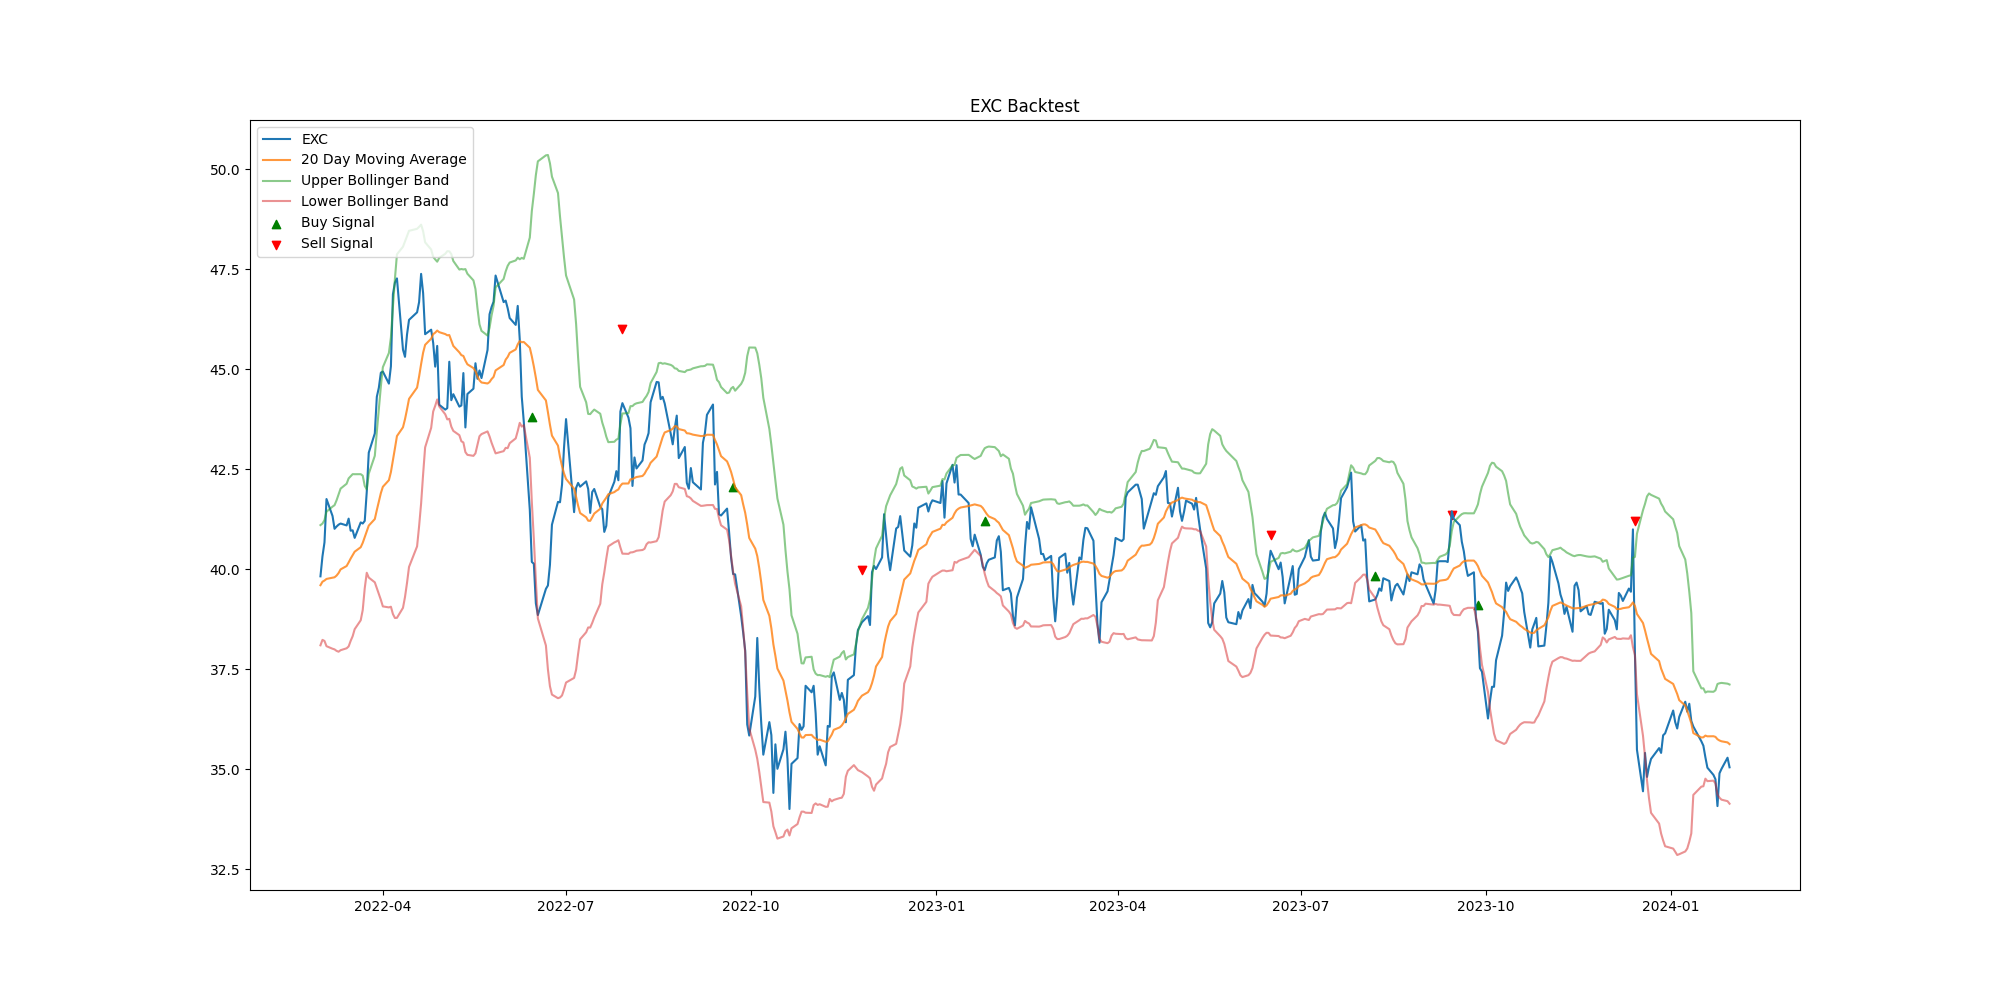 EXC Backtest
EXC
20 Day Moving Average
Upper Bollinger Band
Lower Bollinger Band
Buy Signal
Sell Signal
50.0
47.5
45.0
42.5
40.0
37.5
35.0
32.5
2022-04 2022-07 2022-10 2023-01 2023-04 2023-07 2023-10 2024-01